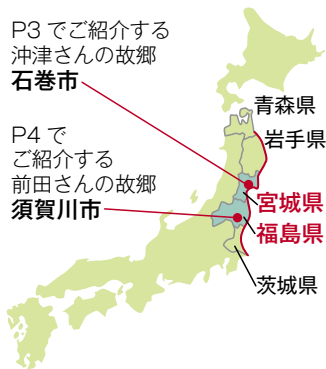 P3 でご紹介する
沖津さんの故郷
石巻市
P4 で
ご紹介する
前田さんの故郷
須賀川市
青森県
岩手県
宮城県
福島県
茨城県